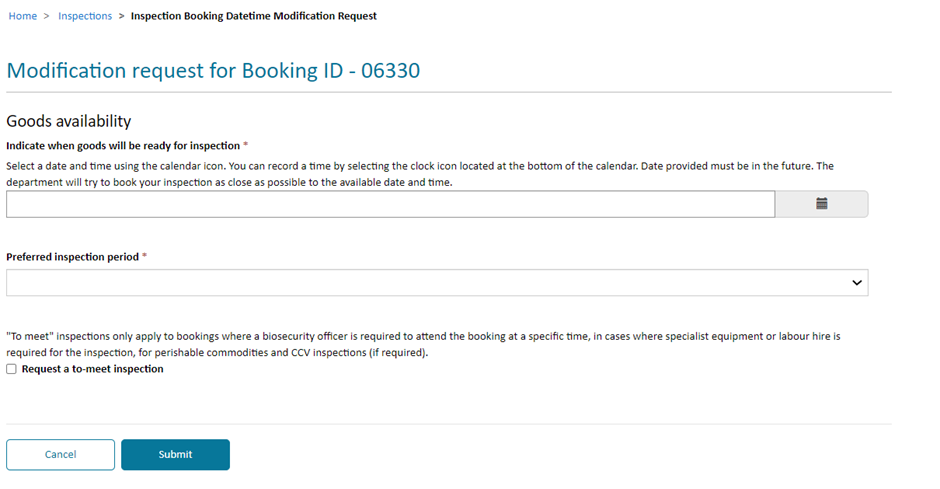 Home > Inspections > Inspection Booking Datetime Modification Request
Modification request for Booking ID - 06330
Goods availability
Indicate when goods will be ready for inspection *
Select a date and time using the calendar icon. You can record a time by selecting the clock icon located at the bottom of the calendar. Date provided must be in the future. The
department will try to book your inspection as close as possible to the available date and time.
Preferred inspection period *
"To meet" inspections only apply to bookings where a biosecurity officer is required to attend the booking at a specific time, in cases where specialist equipment or labour hire is
required for the inspection, for perishable commodities and CCV inspections (if required).
Request a to-meet inspection
Cancel Submit